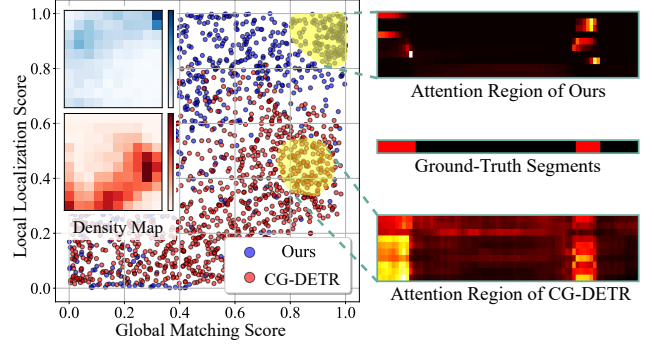 1.0
0.8
0.6
0.4
0.2
0.0
Local Localization Score
Density Map
Ours
CG-DETR
0.0 0.2 0.4 0.6 0.8 1.0
Global Matching Score
Attention Region of Ours
Ground-Truth Segments
Attention Region of CG-DETR